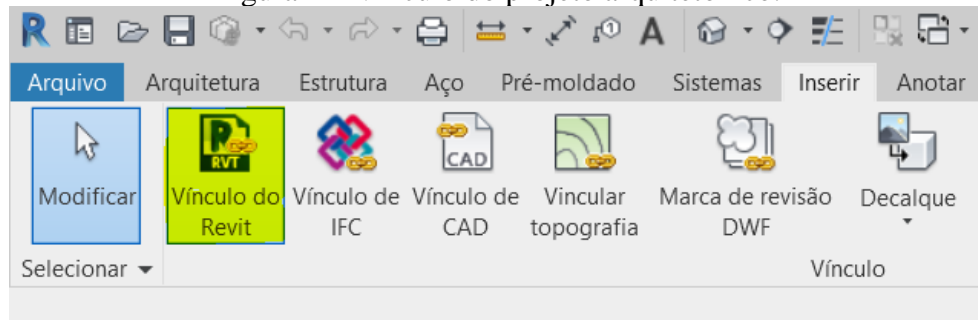 Arquivo Arquitetura Estrutura Aço Pré-moldado Sistemas Inserir Anotar
Modificar
Vínculo do Revit
Vínculo de IFC
Vínculo de CAD
Vincular topografia
Marca de revisão DWF
Decalque
RVT
CAD
Selecionar
Vínculo